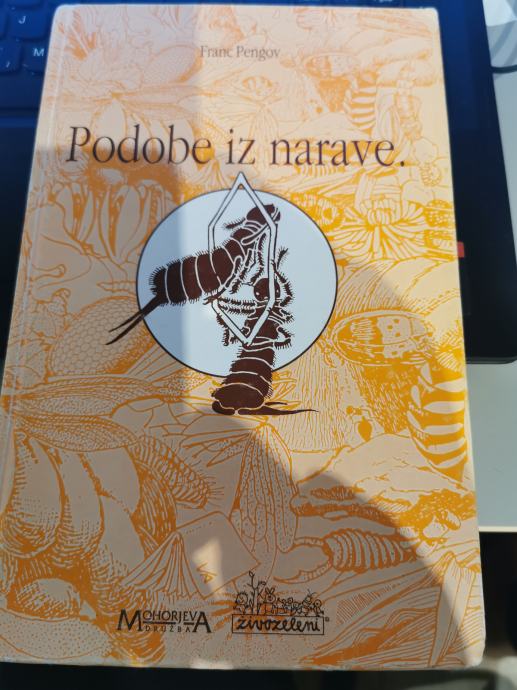 Franc Pengov
Podobe iz narave.
MOHORJEVA
DRUŽBA
živozeleni